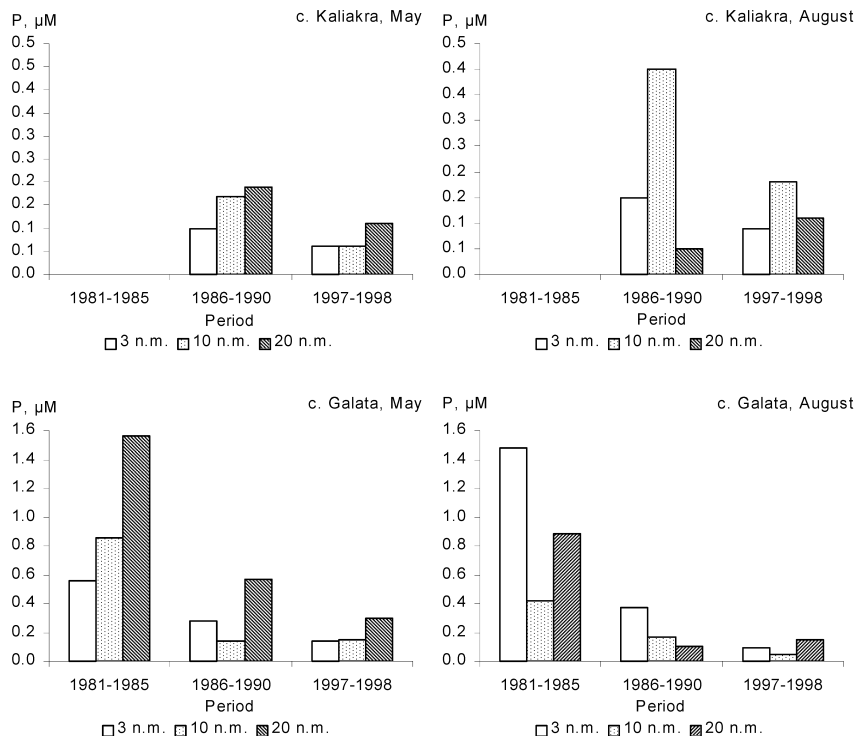 P, µM
c. Kaliakra, May
0.5
0.5
0.4
0.4
0.3
0.3
0.2
0.2
0.1
0.1
0.0
1981-1985 1986-1990 1997-1998
Period
3 n.m. 10 n.m. 20 n.m.
P, µM
c. Kaliakra, August
0.5
0.4
0.4
0.3
0.3
0.2
0.2
0.1
0.1
0.0
1981-1985 1986-1990 1997-1998
Period
3 n.m. 10 n.m. 20 n.m.
P, µM
c. Galata, May
1.6
1.4
1.2
1.0
0.8
0.6
0.4
0.2
0.0
1981-1985 1986-1990 1997-1998
Period
3 n.m. 10 n.m. 20 n.m.
P, µM
c. Galata, August
1.6
1.4
1.2
1.0
0.8
0.6
0.4
0.2
0.0
1981-1985 1986-1990 1997-1998
Period
3 n.m. 10 n.m. 20 n.m.